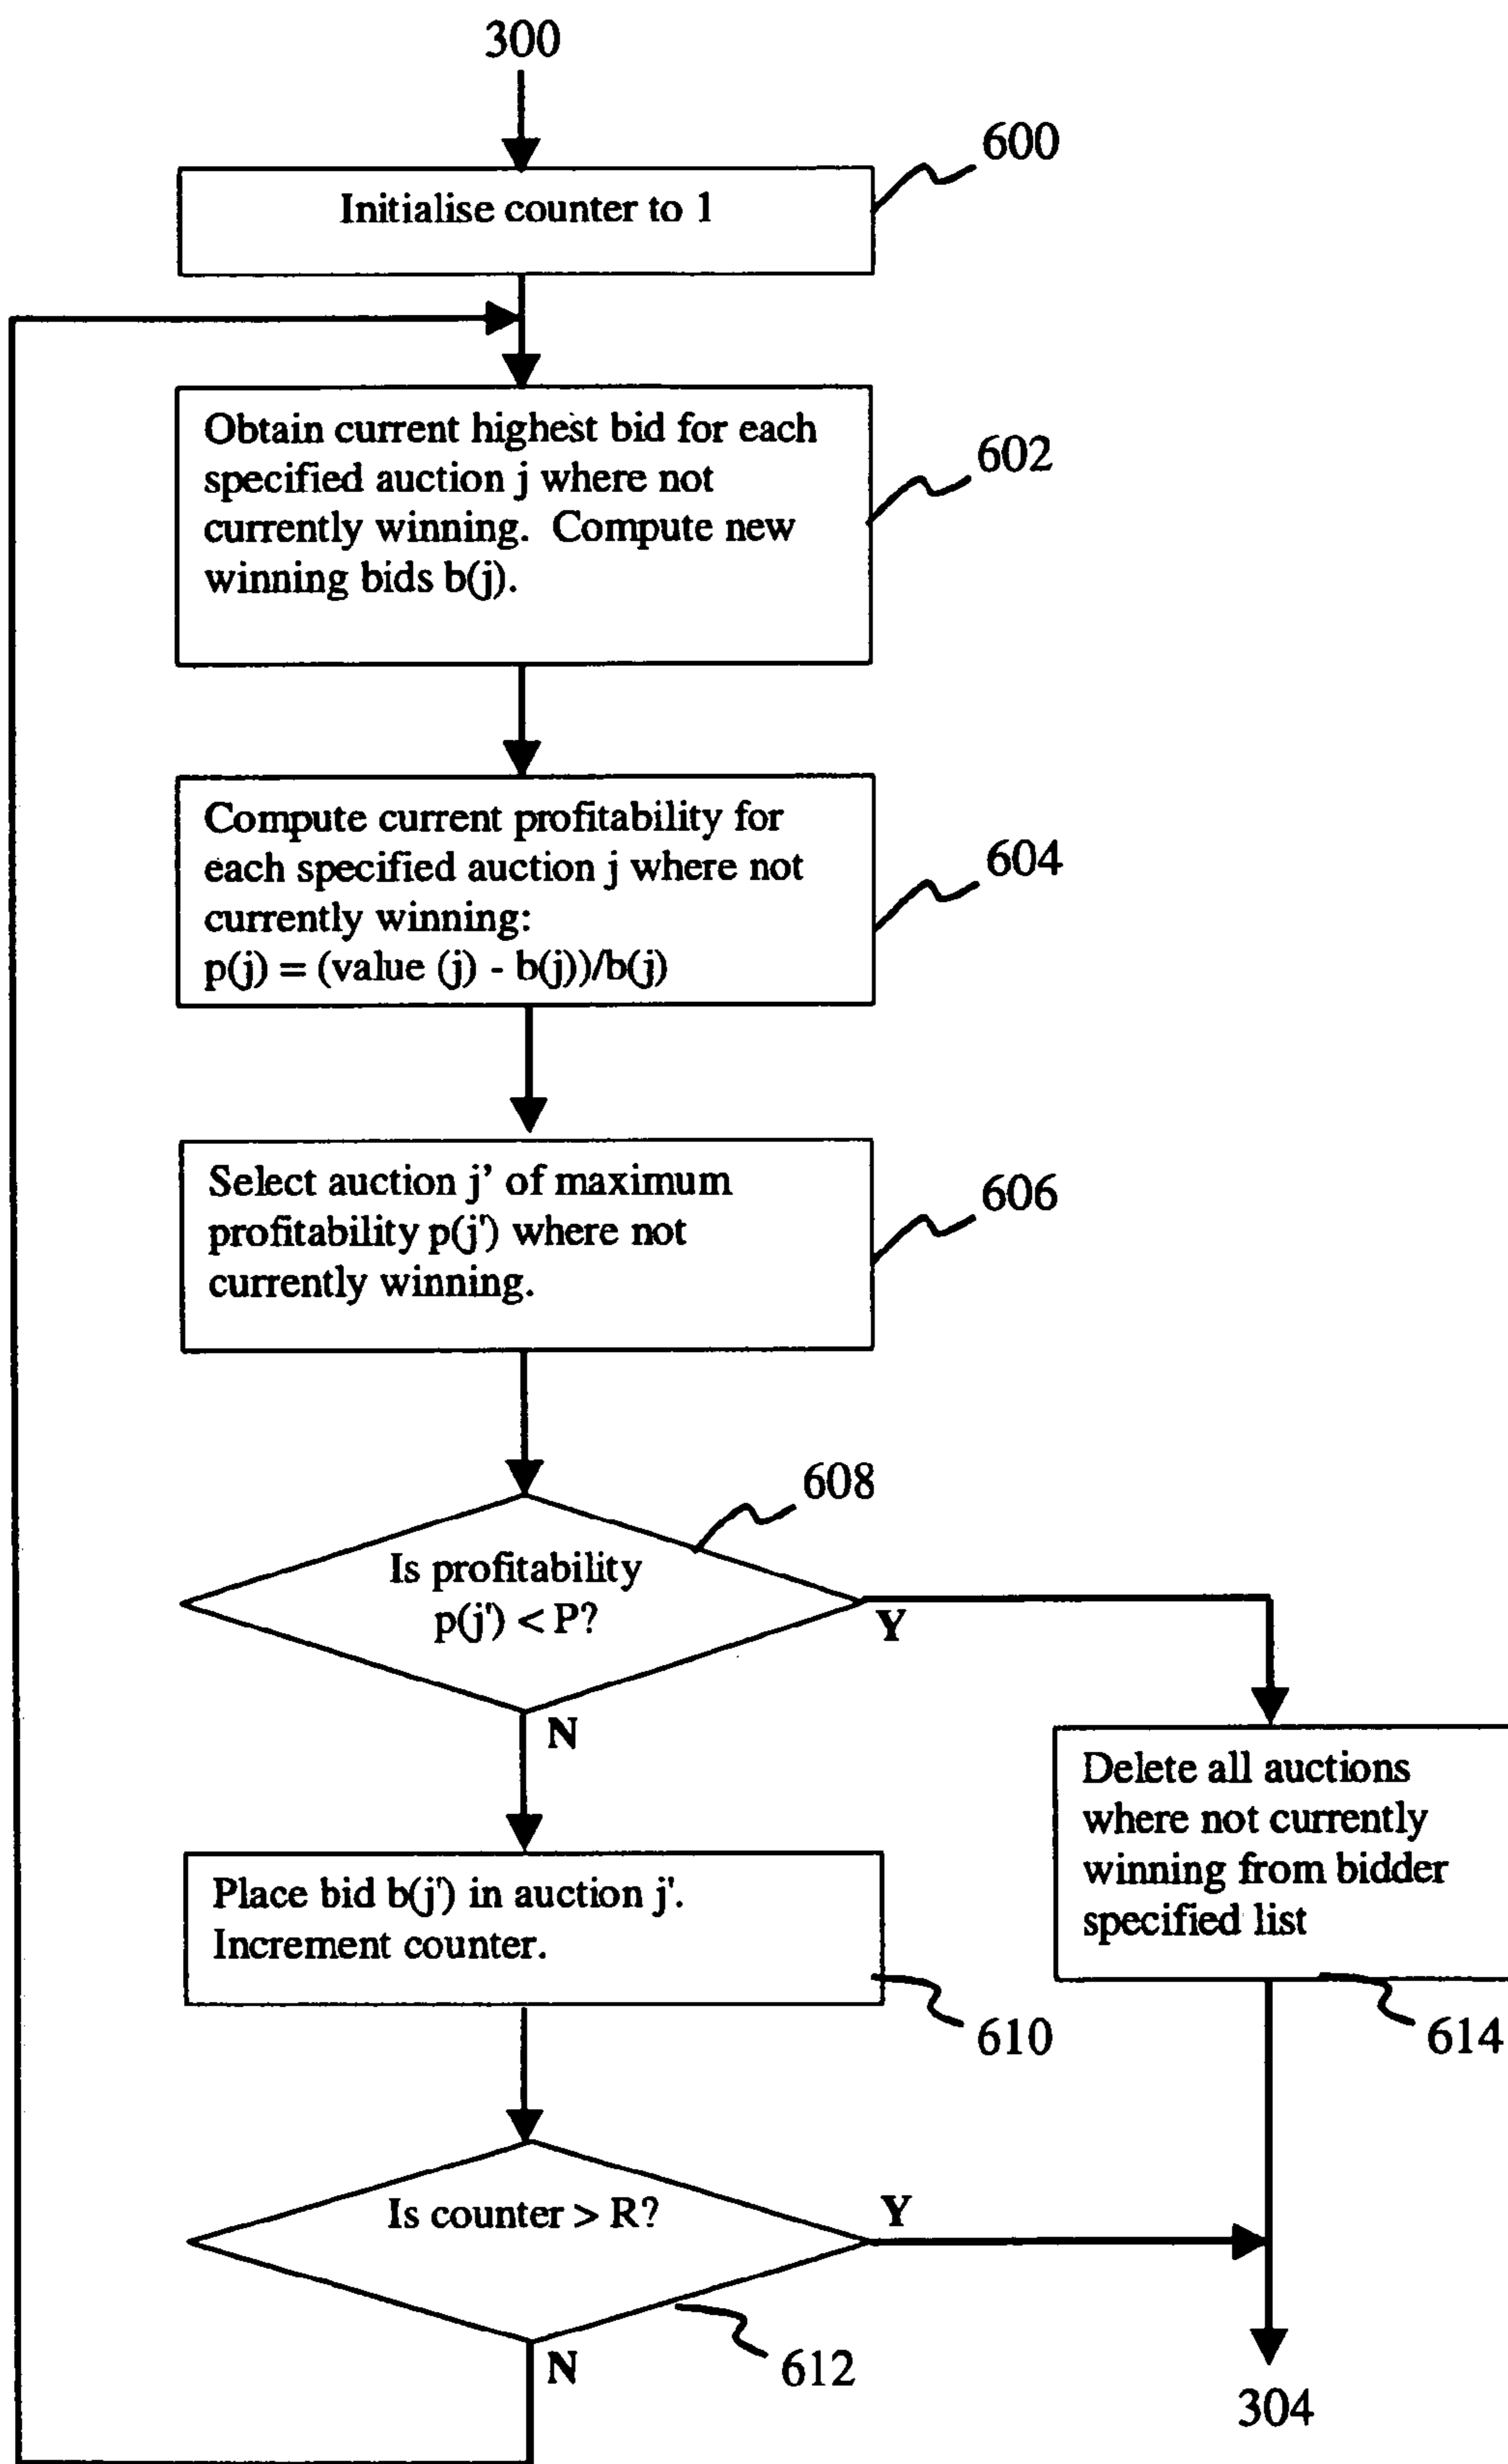 300
600
Initialise counter to 1
Obtain current highest bid for each
specified auction j where not
currently winning. Compute new
winning bids b(j).
602
Compute current profitability for
each specified auction j where not
currently winning:
p(j) = (value (j) - b(j))/b(j)
604
Select auction j’ of maximum
profitability p(j') where not
currently winning.
606
608
Is profitability
p(j') < P?
Y
N
Delete all auctions
where not currently
winning from bidder
specified list
614
Place bid b(j') in auction j'.
Increment counter.
610
Is counter > R?
Y
N
612
304